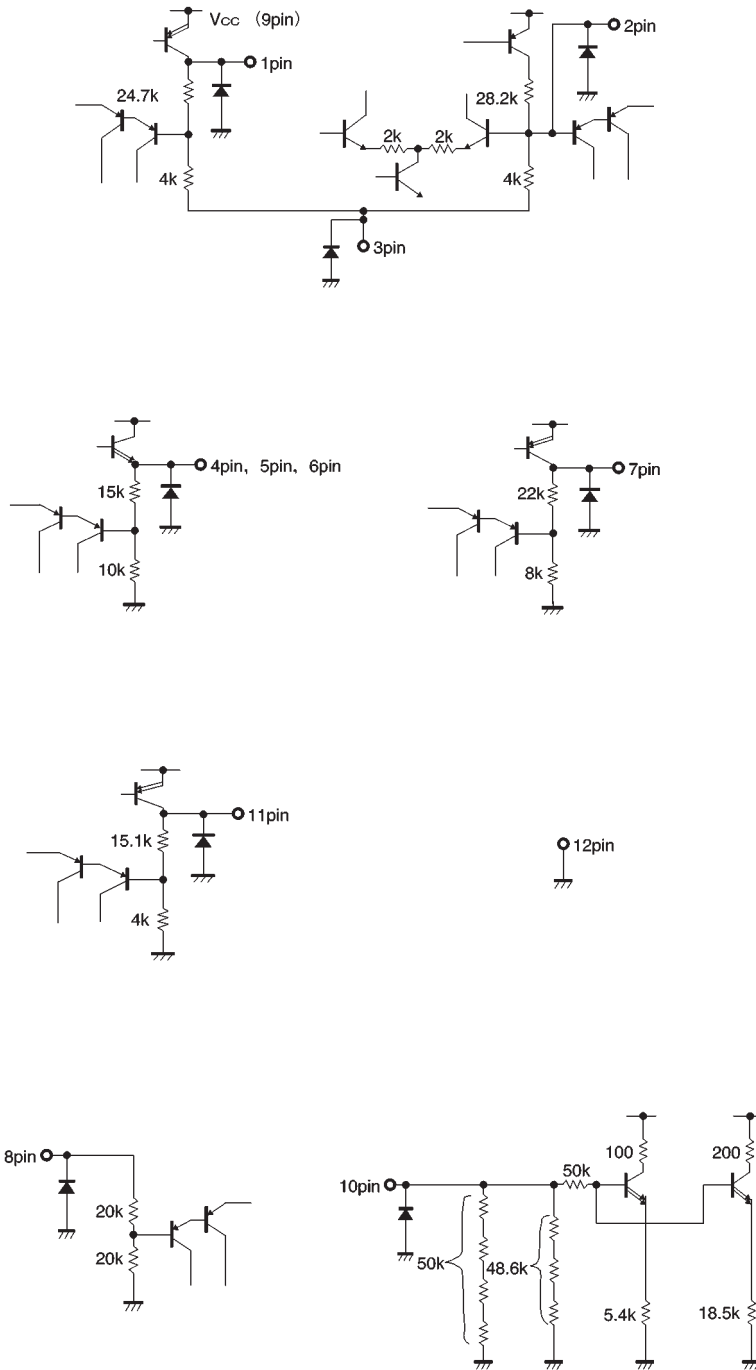 Vcc (9pin)
1pin
2pin
24.7k
28.2k
2k 2k
4k
4k
3pin
4pin, 5pin, 6pin
7pin
15k
22k
10k
8k
11pin
15.1k
12pin
4k
8pin
20k
20k
100
200
50k
10pin
50k
48.6k
5.4k
18.5k